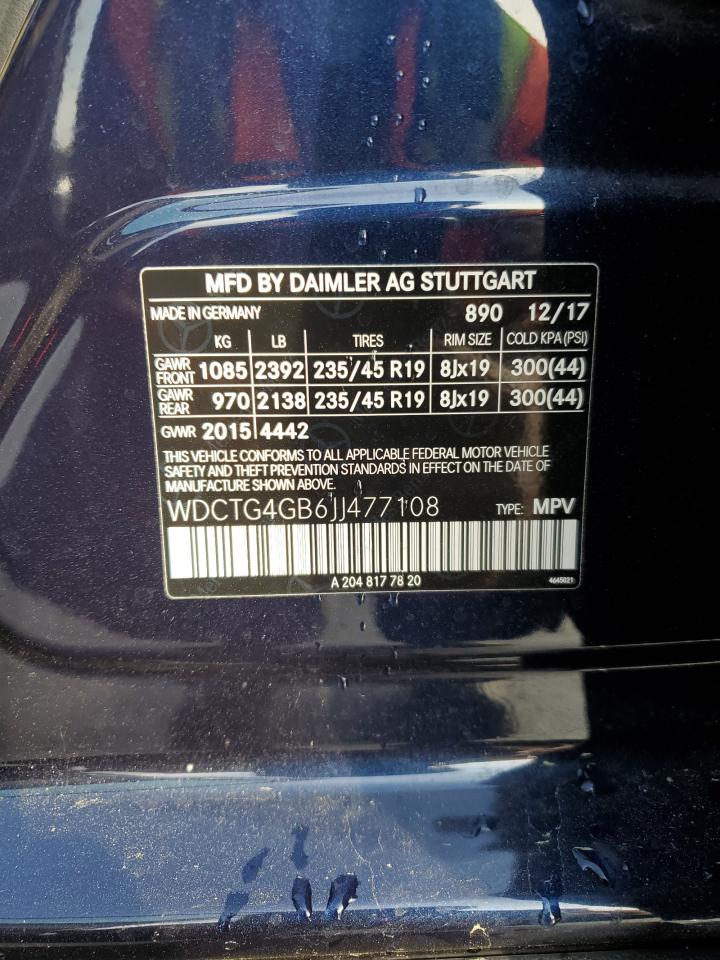 MFD BY DAIMLER AG STUTTGART
MADE IN GERMANY 890 12/17
KG LB TIRES RIM SIZE COLD KPA (PSI)
GAWR FRONT 1085 2392 235/45 R19 8Jx19 300(44)
GAWR REAR 970 2138 235/45 R19 8Jx19 300(44)
GVWR 2015 4442
THIS VEHICLE CONFORMS TO ALL APPLICABLE FEDERAL MOTOR VEHICLE
SAFETY AND THEFT PREVENTION STANDARDS IN EFFECT ON THE DATE OF
MANUFACTURE SHOWN ABOVE.
WDCTG4GB6JJ477108 TYPE: MPV
A 204 817 78 20 4645021